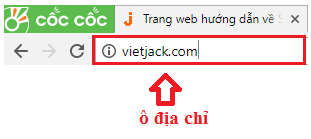 cốc cốc
Trang web hướng dẫn về S
vietjack.com
ô địa chỉ